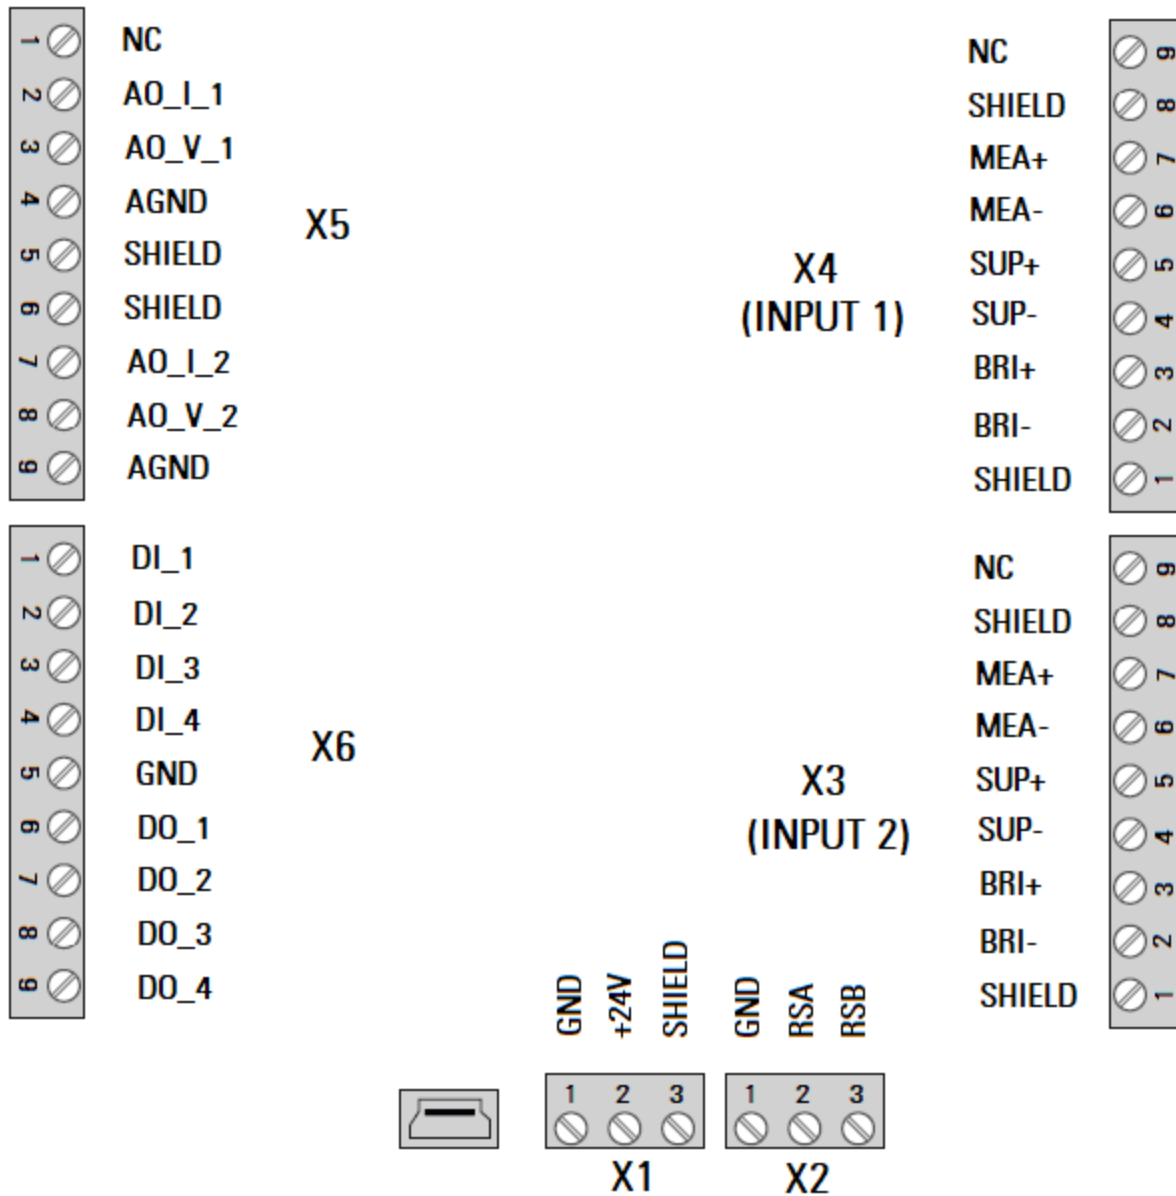 1 NC
2 AO_I_1
3 AO_V_1
4 AGND
5 SHIELD
6 SHIELD
7 AO_I_2
8 AO_V_2
9 AGND
X5
1 DI_1
2 DI_2
3 DI_3
4 DI_4
5 GND
6 DO_1
7 DO_2
8 DO_3
9 DO_4
X6
X4
(INPUT 1)
NC 9
SHIELD 8
MEA+ 7
MEA- 6
SUP+ 5
SUP- 4
BRI+ 3
BRI- 2
SHIELD 1
X3
(INPUT 2)
NC 9
SHIELD 8
MEA+ 7
MEA- 6
SUP+ 5
SUP- 4
BRI+ 3
BRI- 2
SHIELD 1
GND +24V SHIELD
1 2 3
X1
GND RSA RSB
1 2 3
X2